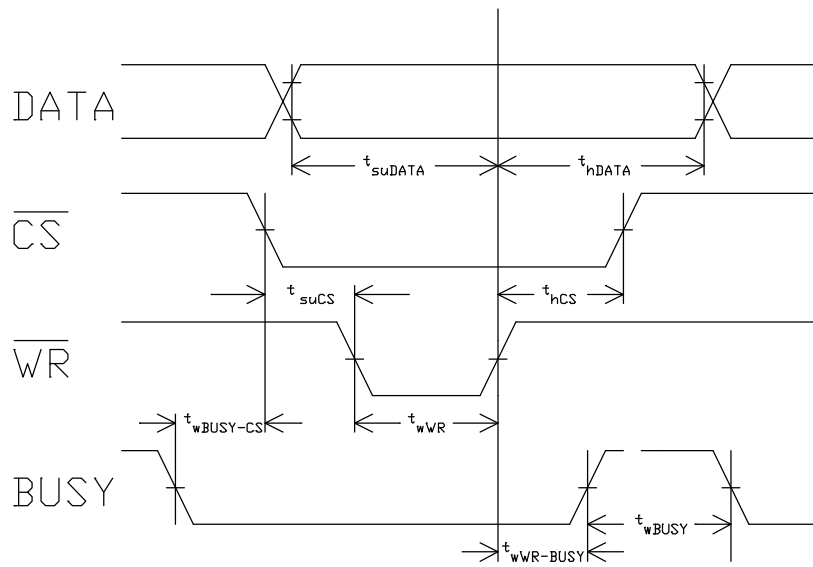 DATA
t suDATA
t hDATA
CS
t suCS
t hCS
WR
t wBUSY-CS
t wWR
BUSY
t wBUSY
t wWR-BUSY